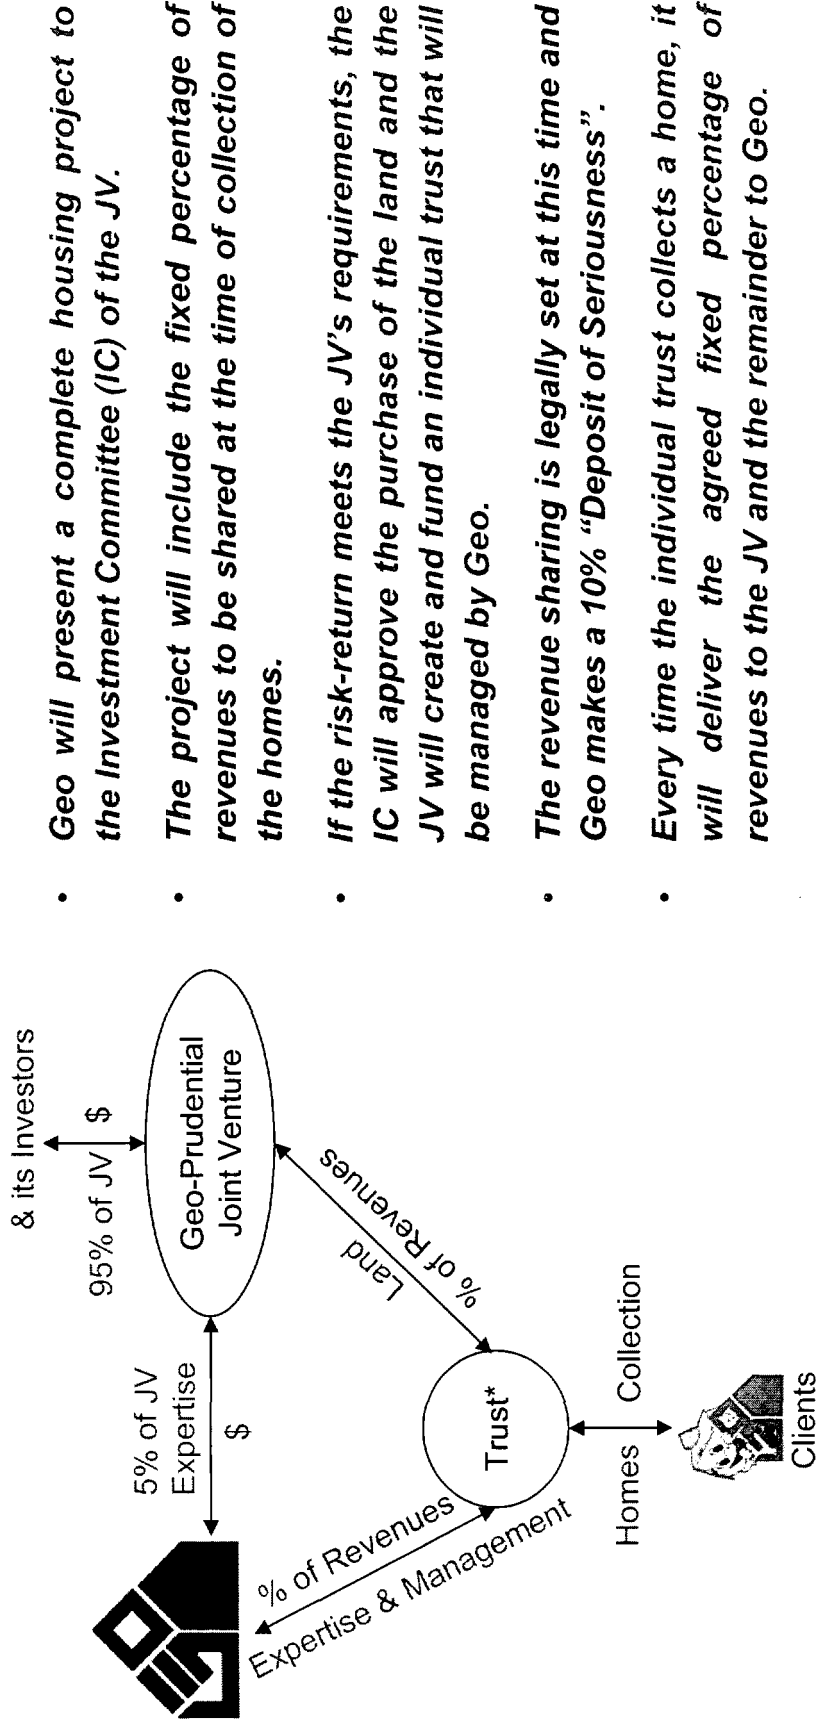 & its Investors
95% of JV $
5% of JV
Expertise
$
Geo-Prudential
Joint Venture
% of Revenues
Expertise & Management
Land
% of Revenues
Trust*
Homes Collection
Clients
• Geo will present a complete housing project to
the Investment Committee (IC) of the JV.
• The project will include the fixed percentage of
revenues to be shared at the time of collection of
the homes.
• If the risk-return meets the JV’s requirements, the
IC will approve the purchase of the land and the
JV will create and fund an individual trust that will
be managed by Geo.
• The revenue sharing is legally set at this time and
Geo makes a 10% “Deposit of Seriousness”.
• Every time the individual trust collects a home, it
will deliver the agreed fixed percentage of
revenues to the JV and the remainder to Geo.